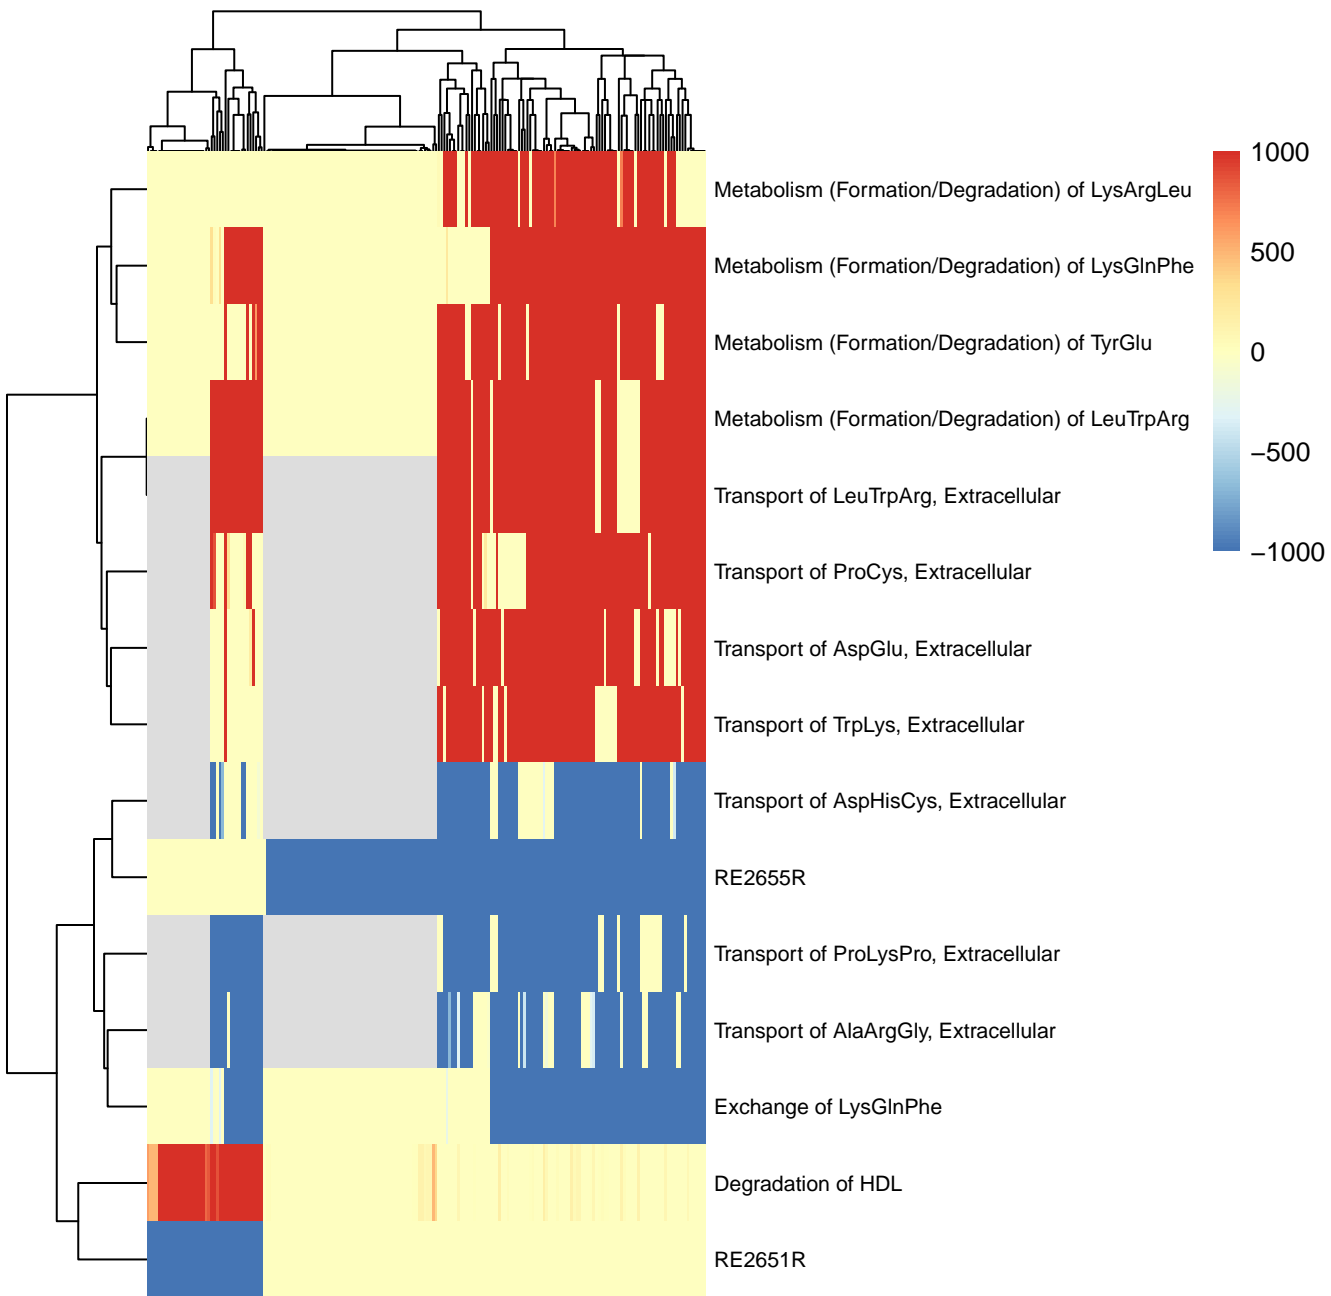 Metabolism (Formation/Degradation) of LysArgLeu
Metabolism (Formation/Degradation) of LysGlnPhe
Metabolism (Formation/Degradation) of TyrGlu
Metabolism (Formation/Degradation) of LeuTrpArg
Transport of LeuTrpArg, Extracellular
Transport of ProCys, Extracellular
Transport of AspGlu, Extracellular
Transport of TrpLys, Extracellular
Transport of AspHisCys, Extracellular
RE2655R
Transport of ProLysPro, Extracellular
Transport of AlaArgGly, Extracellular
Exchange of LysGlnPhe
Degradation of HDL
RE2651R
1000
500
0
−500
−1000